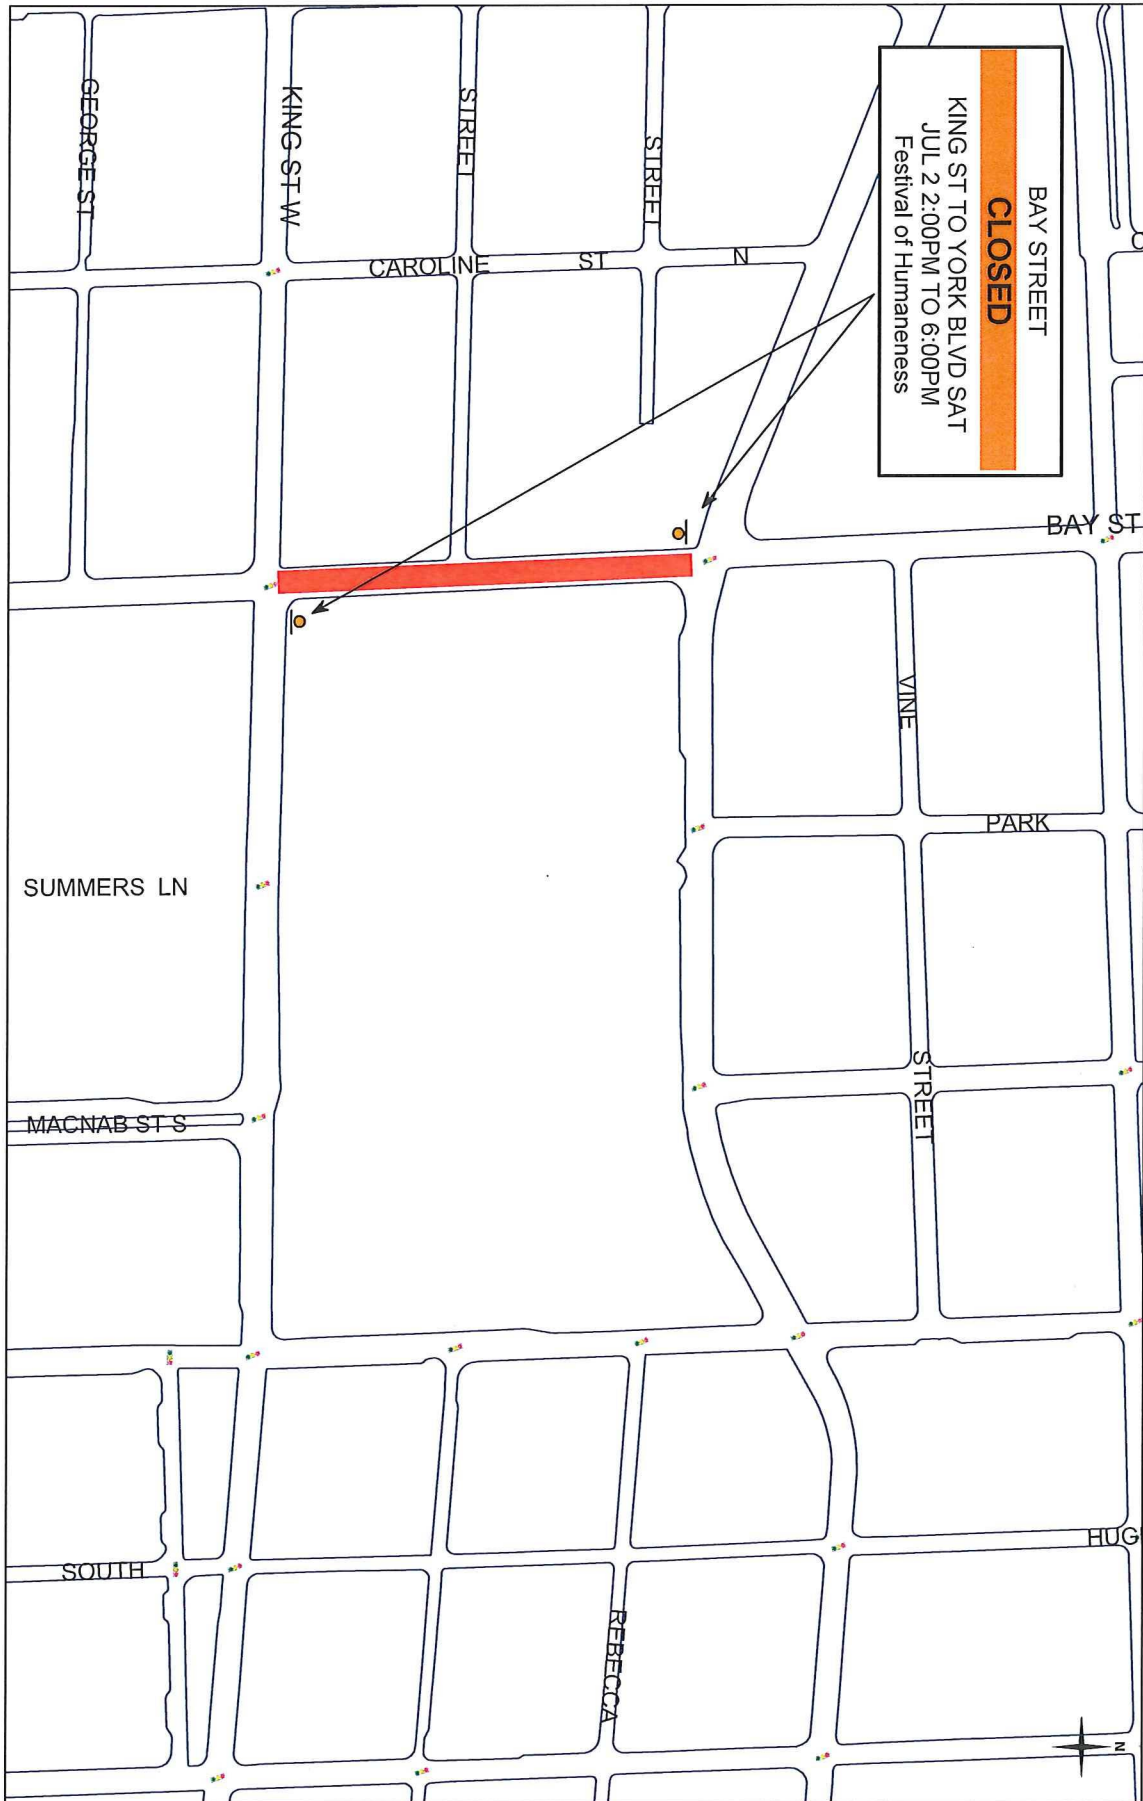 BAY STREET
CLOSED
KING ST TO YORK BLVD SAT
JUL 2 2:00PM TO 6:00PM
Festival of Humaneness
GEORGE ST
KING ST W
STREET
STREET
CAROLINE ST N
BAY ST
VINE
PARK
SUMMERS LN
STREET
MACNAB ST S
HUG
SOUTH
REBECCA
N